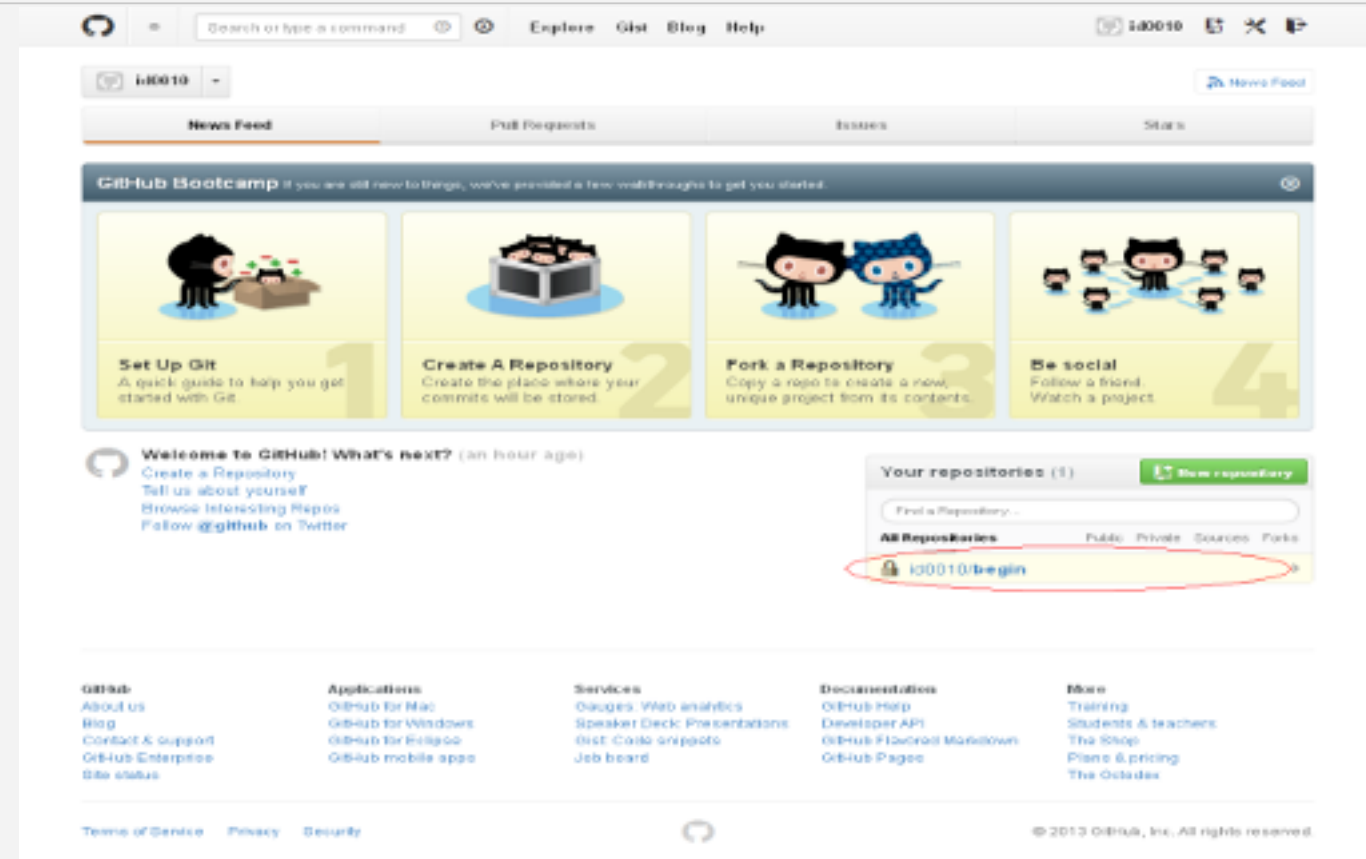 Search or type a command
Explore Gist Blog Help
id0010
id0010
News Feed
News Feed
Pull Requests
Issues
Stars
GitHub Bootcamp If you are still new to things, we've provided a few walkthroughs to get you started.
Set Up Git
A quick guide to help you get
started with Git.
1
Create A Repository
Create the place where your
commits will be stored.
2
Fork a Repository
Copy a repo to create a new,
unique project from its contents.
3
Be social
Follow a friend.
Watch a project.
4
Welcome to GitHub! What's next? (an hour ago)
Create a Repository
Tell us about yourself
Browse Interesting Repos
Follow @github on Twitter
Your repositories (1)
New repository
Find a Repository...
All Repositories Public Private Sources Forks
id0010/begin
GitHub
About us
Blog
Contact & support
GitHub Enterprise
Site status
Applications
GitHub for Mac
GitHub for Windows
GitHub for Eclipse
GitHub mobile apps
Services
Gauges: Web analytics
Speaker Deck: Presentations
Gist: Code snippets
Job board
Documentation
GitHub Help
Developer API
GitHub Flavored Markdown
GitHub Pages
More
Training
Students & teachers
The Shop
Plans & pricing
The Octodex
Terms of Service Privacy Security
© 2013 GitHub, Inc. All rights reserved.